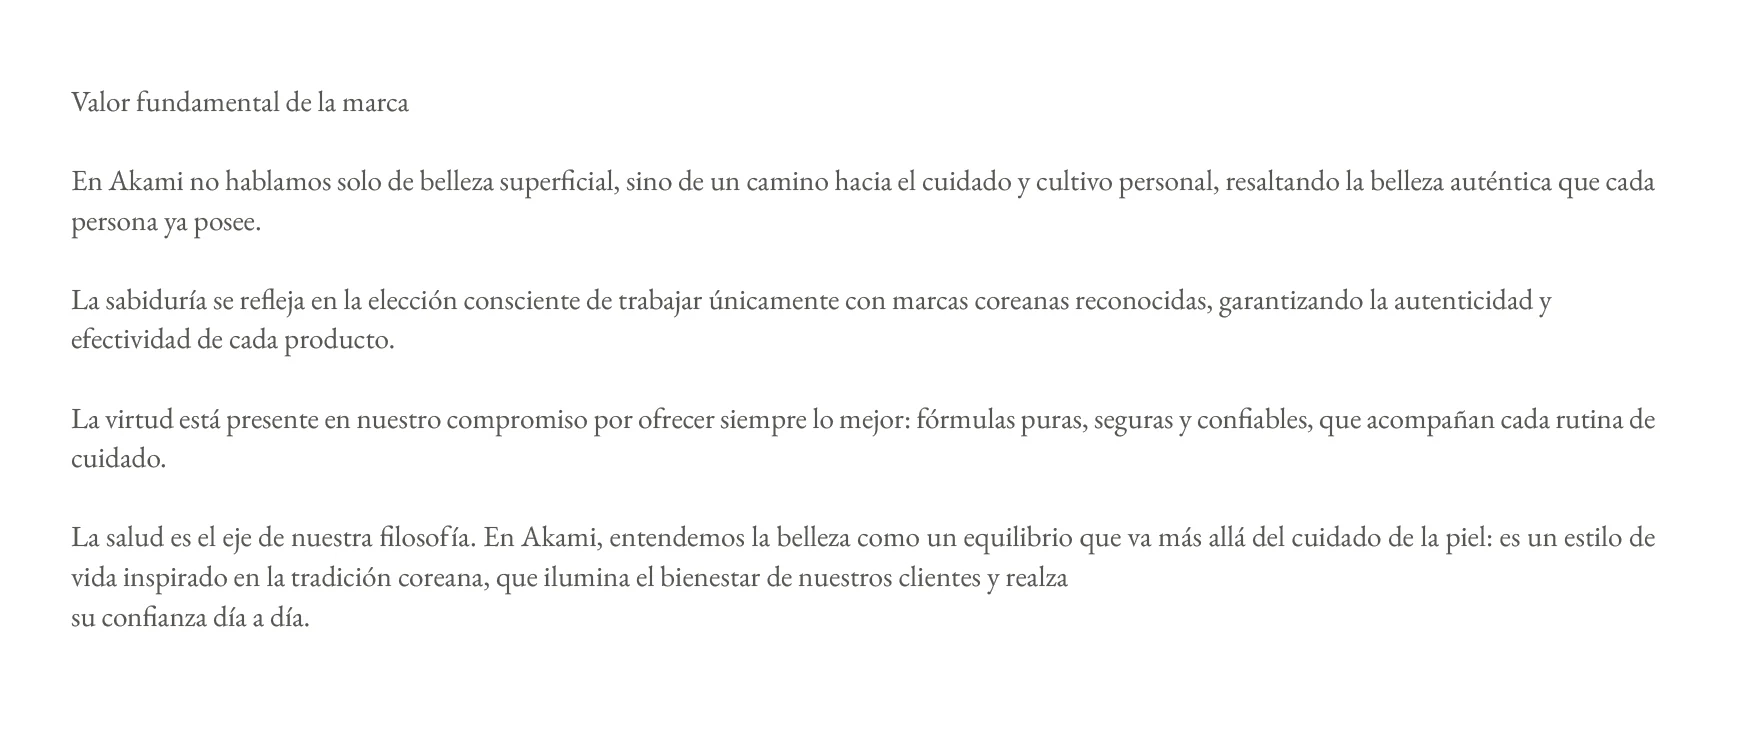 Valor fundamental de la marca
En Akami no hablamos solo de belleza superficial, sino de un camino hacia el cuidado y cultivo personal, resaltando la belleza auténtica que cada
persona ya posee.
La sabiduría se refleja en la elección consciente de trabajar únicamente con marcas coreanas reconocidas, garantizando la autenticidad y
efectividad de cada producto.
La virtud está presente en nuestro compromiso por ofrecer siempre lo mejor: fórmulas puras, seguras y confiables, que acompañan cada rutina de
cuidado.
La salud es el eje de nuestra filosofía. En Akami, entendemos la belleza como un equilibrio que va más allá del cuidado de la piel: es un estilo de
vida inspirado en la tradición coreana, que ilumina el bienestar de nuestros clientes y realza
su confianza día a día.